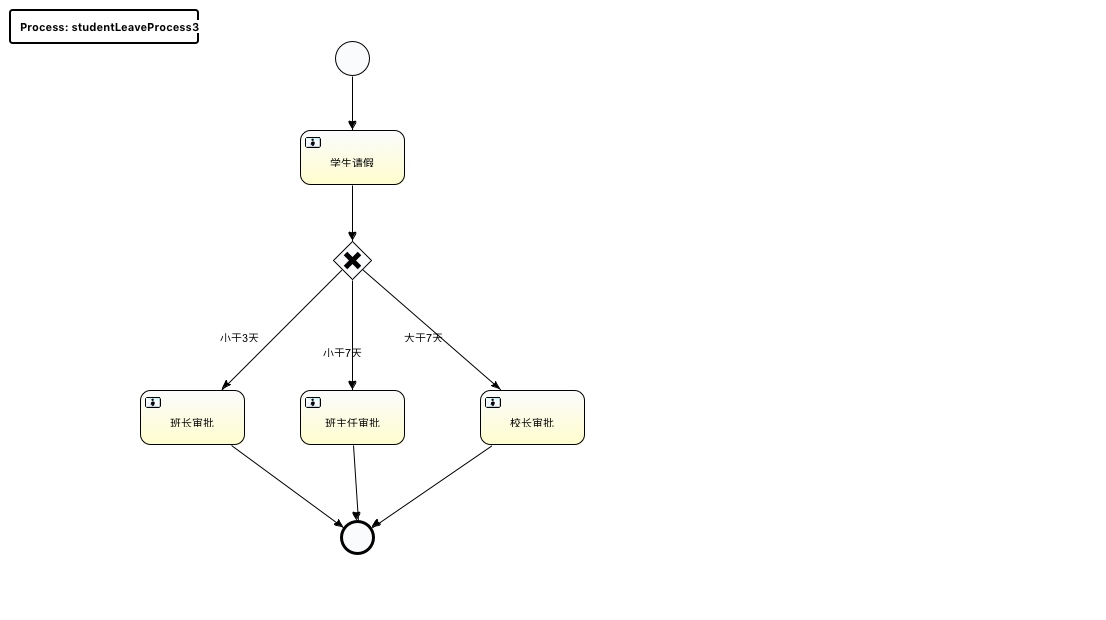 Process: studentLeaveProcess3
学生请假
小于3天
小于7天
大于7天
班长审批
班主任审批
校长审批